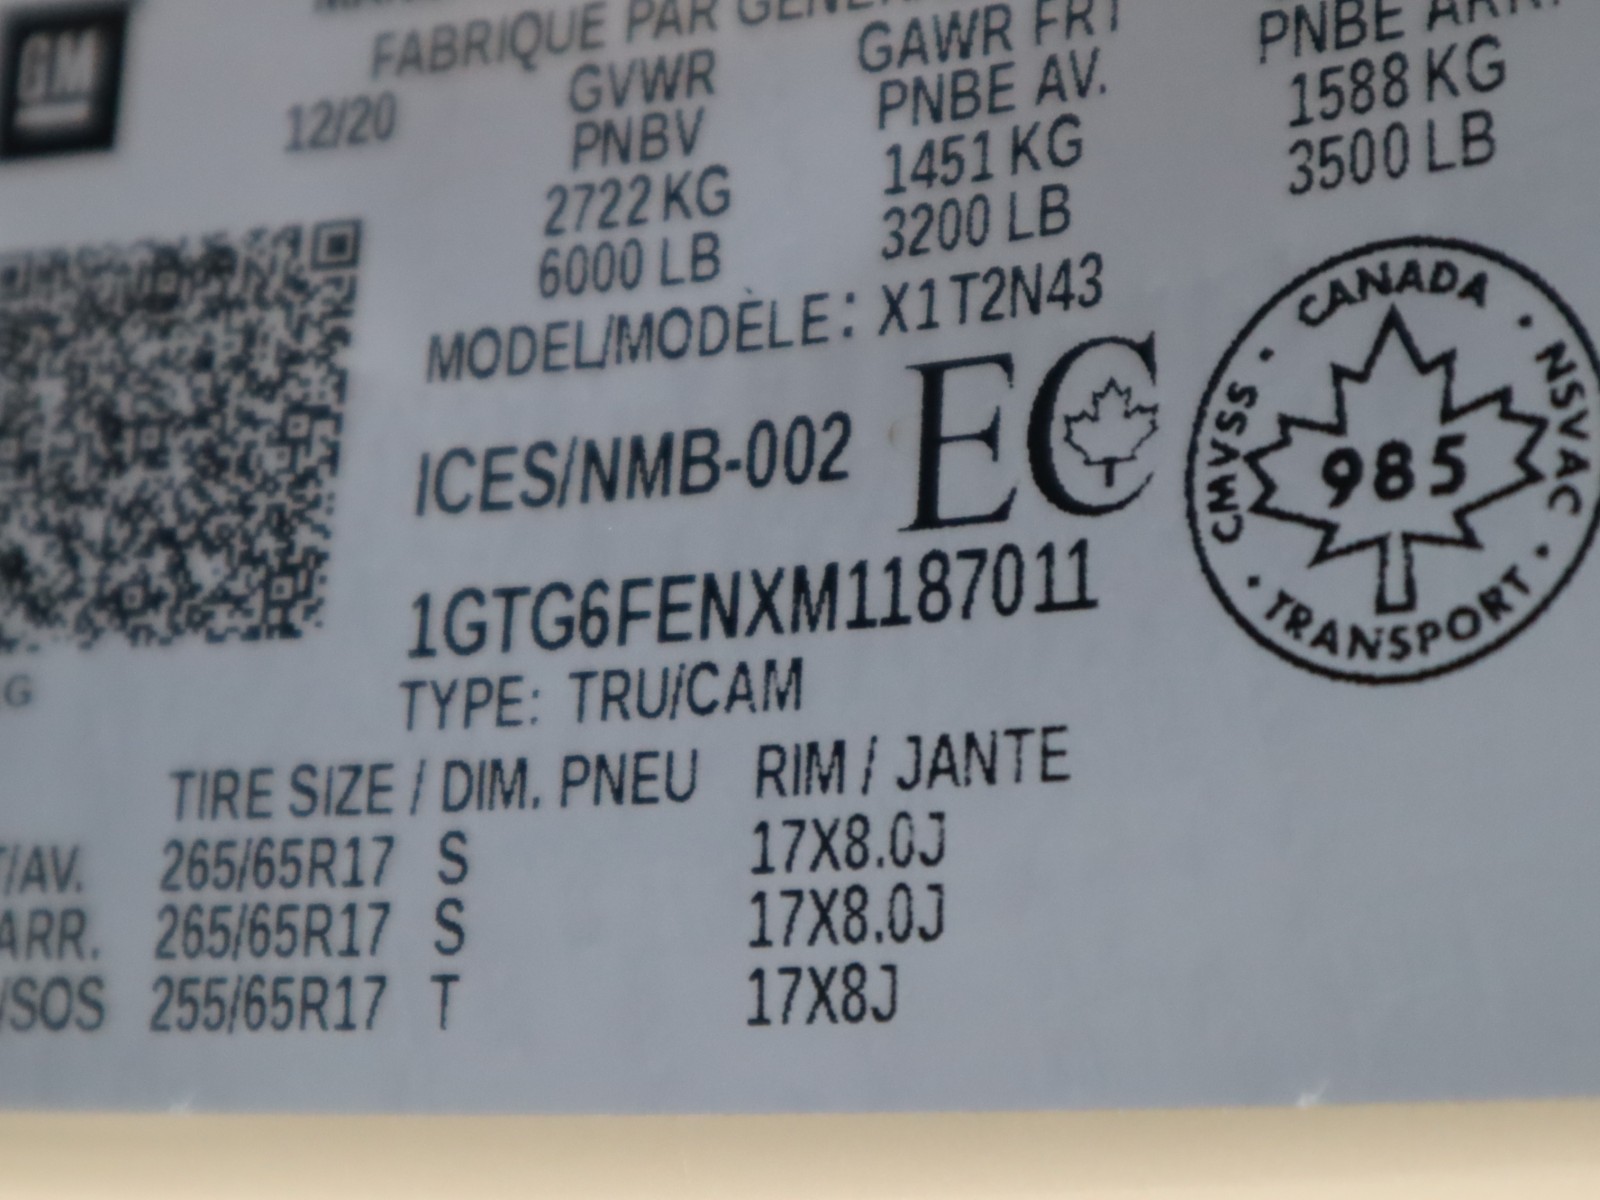 GM
FABRIQUE PAR
12/20
GVWR
PNBV
2722 KG
6000 LB
GAWR FRT
PNBE AV.
1451 KG
3200 LB
PNBE ARR.
1588 KG
3500 LB
MODEL/MODÈLE: X1T2N43
ICES/NMB-002 EC
CANADA · NSVAC · TRANSPORT · CMVSS ·
985
1GTG6FENXM1187011
TYPE: TRU/CAM
TIRE SIZE / DIM. PNEU RIM / JANTE
/AV. 265/65R17 S 17X8.0J
ARR. 265/65R17 S 17X8.0J
/SOS 255/65R17 T 17X8J